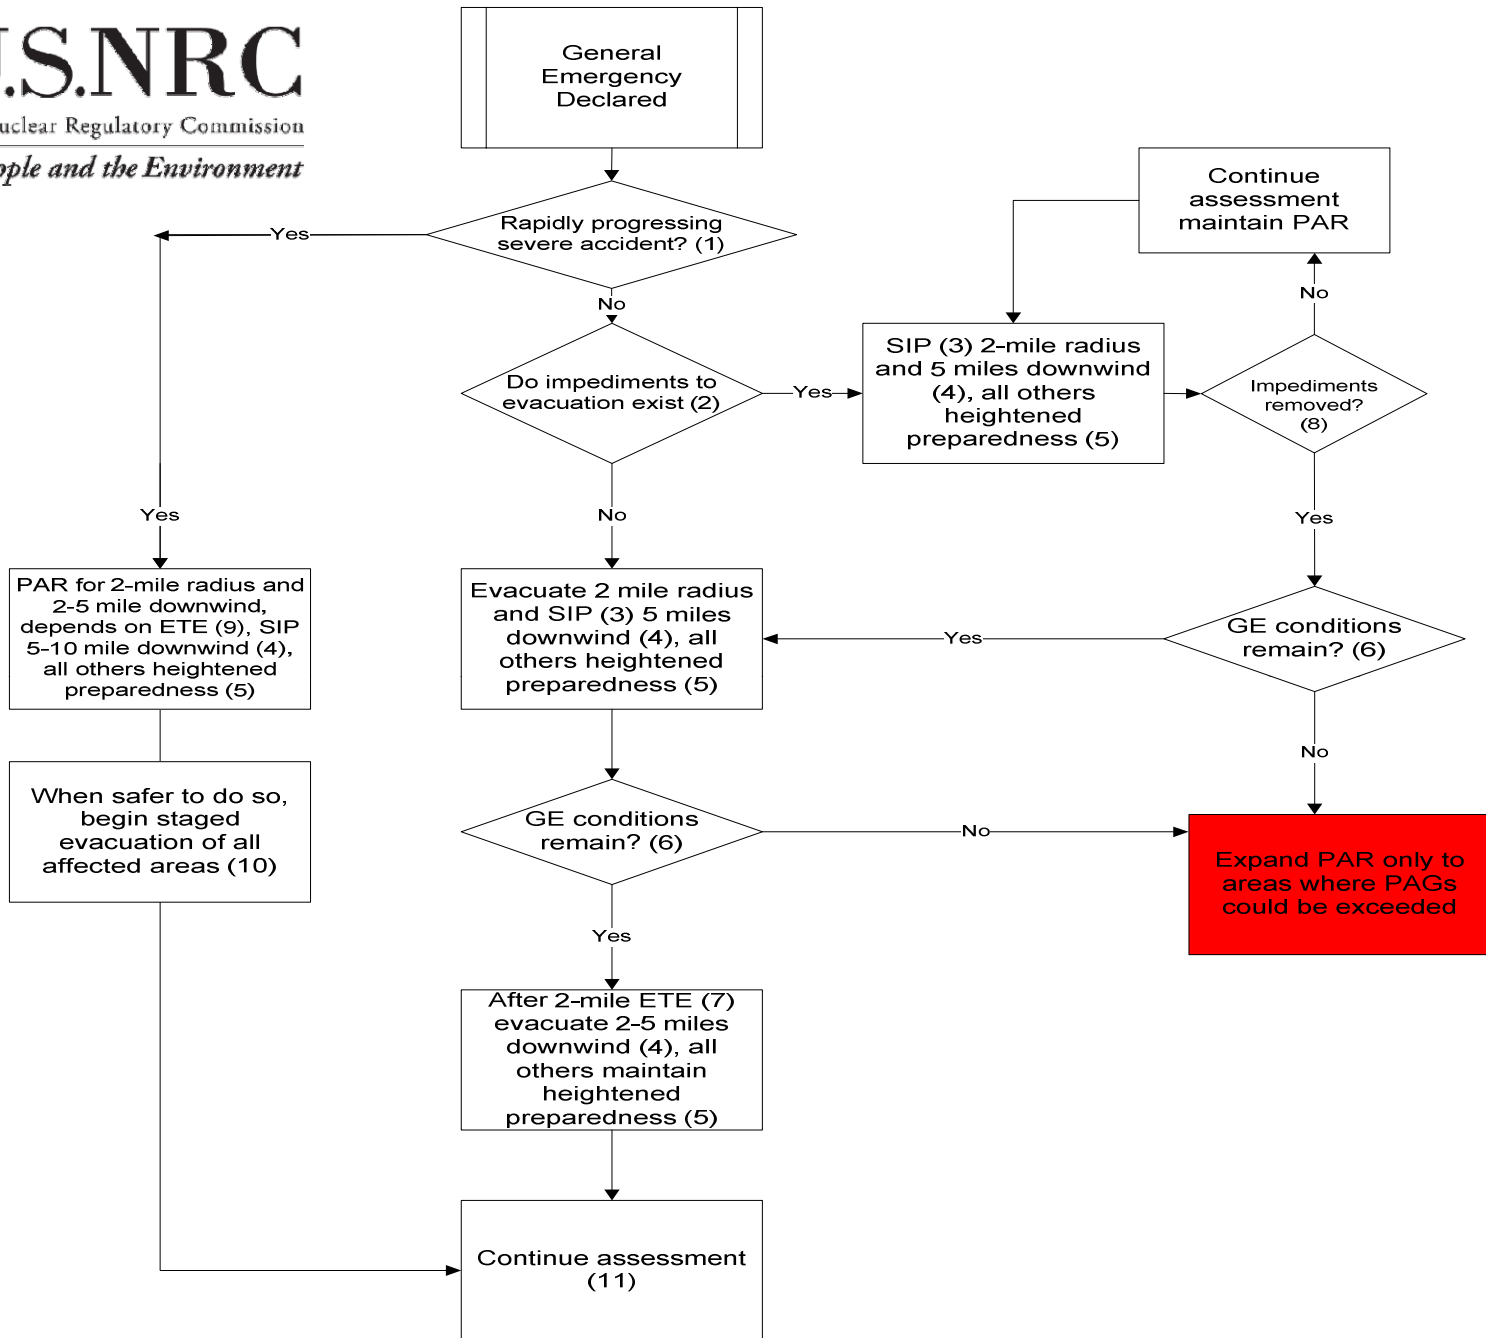 .S.NRC
uclear Regulatory Commission
ople and the Environment
General
Emergency
Declared
Rapidly progressing
severe accident? (1)
Yes
No
Continue
assessment
maintain PAR
No
Do impediments to
evacuation exist (2)
Yes
SIP (3) 2-mile radius
and 5 miles downwind
(4), all others
heightened
preparedness (5)
Impediments
removed?
(8)
Yes
No
Yes
PAR for 2-mile radius and
2-5 mile downwind,
depends on ETE (9), SIP
5-10 mile downwind (4),
all others heightened
preparedness (5)
Evacuate 2 mile radius
and SIP (3) 5 miles
downwind (4), all
others heightened
preparedness (5)
Yes
GE conditions
remain? (6)
No
When safer to do so,
begin staged
evacuation of all
affected areas (10)
GE conditions
remain? (6)
No
Expand PAR only to
areas where PAGs
could be exceeded
Yes
After 2-mile ETE (7)
evacuate 2-5 miles
downwind (4), all
others maintain
heightened
preparedness (5)
Continue assessment
(11)